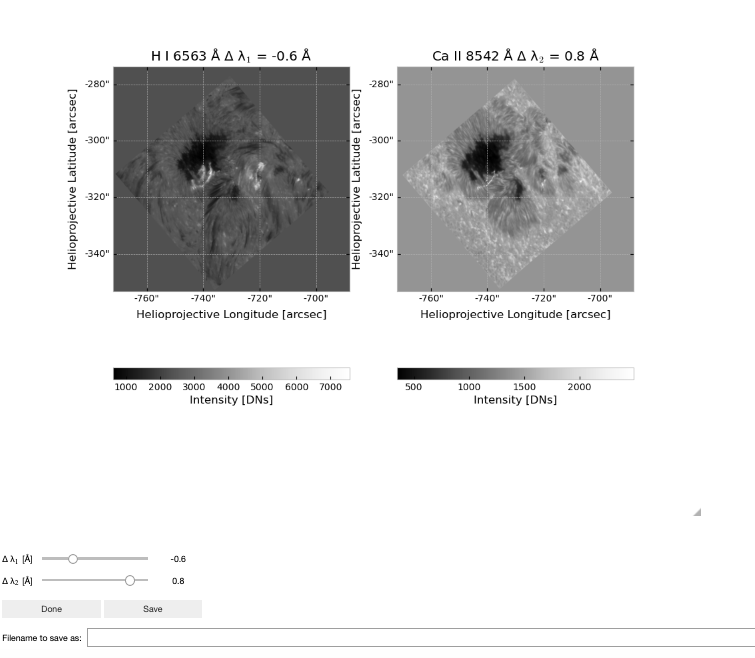 H I 6563 Å Δ λ₁ = -0.6 Å
-280"
-300"
-320"
-340"
Helioprojective Latitude [arcsec]
-760" -740" -720" -700"
Helioprojective Longitude [arcsec]
1000 2000 3000 4000 5000 6000 7000
Intensity [DNs]
Ca II 8542 Å Δ λ₂ = 0.8 Å
-280"
-300"
-320"
-340"
Helioprojective Latitude [arcsec]
-760" -740" -720" -700"
Helioprojective Longitude [arcsec]
500 1000 1500 2000
Intensity [DNs]
Δ λ₁ [Å] -0.6
Δ λ₂ [Å] 0.8
Done Save
Filename to save as: